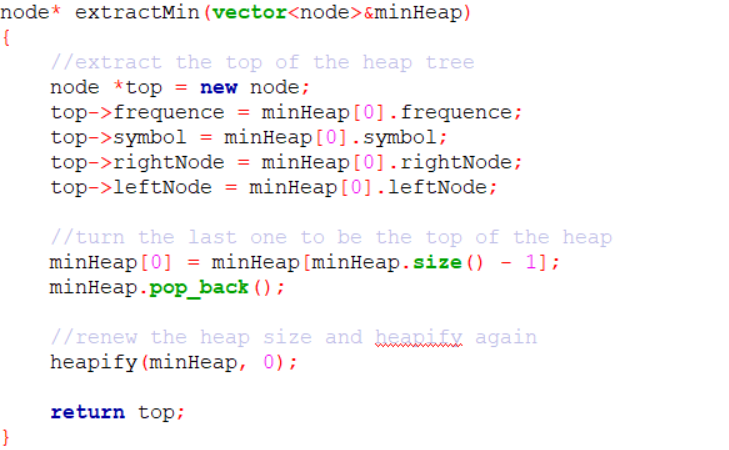 node* extractMin(vector<node>&minHeap)
{
    //extract the top of the heap tree
    node *top = new node;
    top->frequence = minHeap[0].frequence;
    top->symbol = minHeap[0].symbol;
    top->rightNode = minHeap[0].rightNode;
    top->leftNode = minHeap[0].leftNode;

    //turn the last one to be the top of the heap
    minHeap[0] = minHeap[minHeap.size() - 1];
    minHeap.pop_back();

    //renew the heap size and heapify again
    heapify(minHeap, 0);

    return top;
}